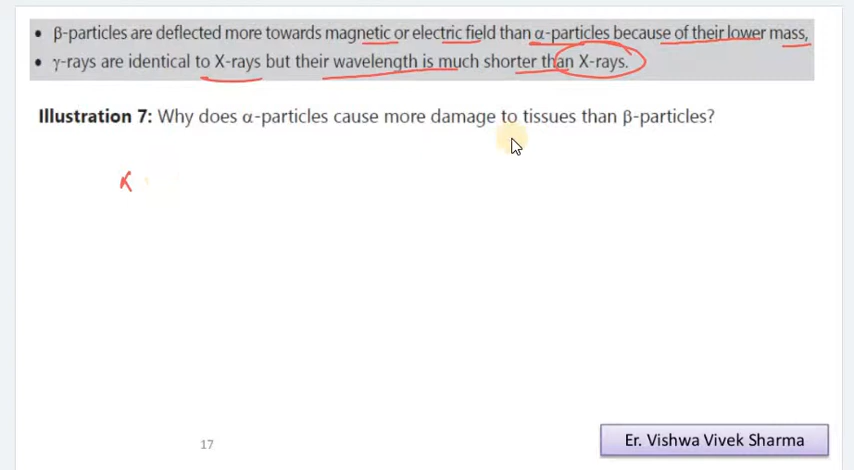 • β-particles are deflected more towards magnetic or electric field than α-particles because of their lower mass,
• γ-rays are identical to X-rays but their wavelength is much shorter than X-rays.
Illustration 7: Why does α-particles cause more damage to tissues than β-particles?
17
Er. Vishwa Vivek Sharma